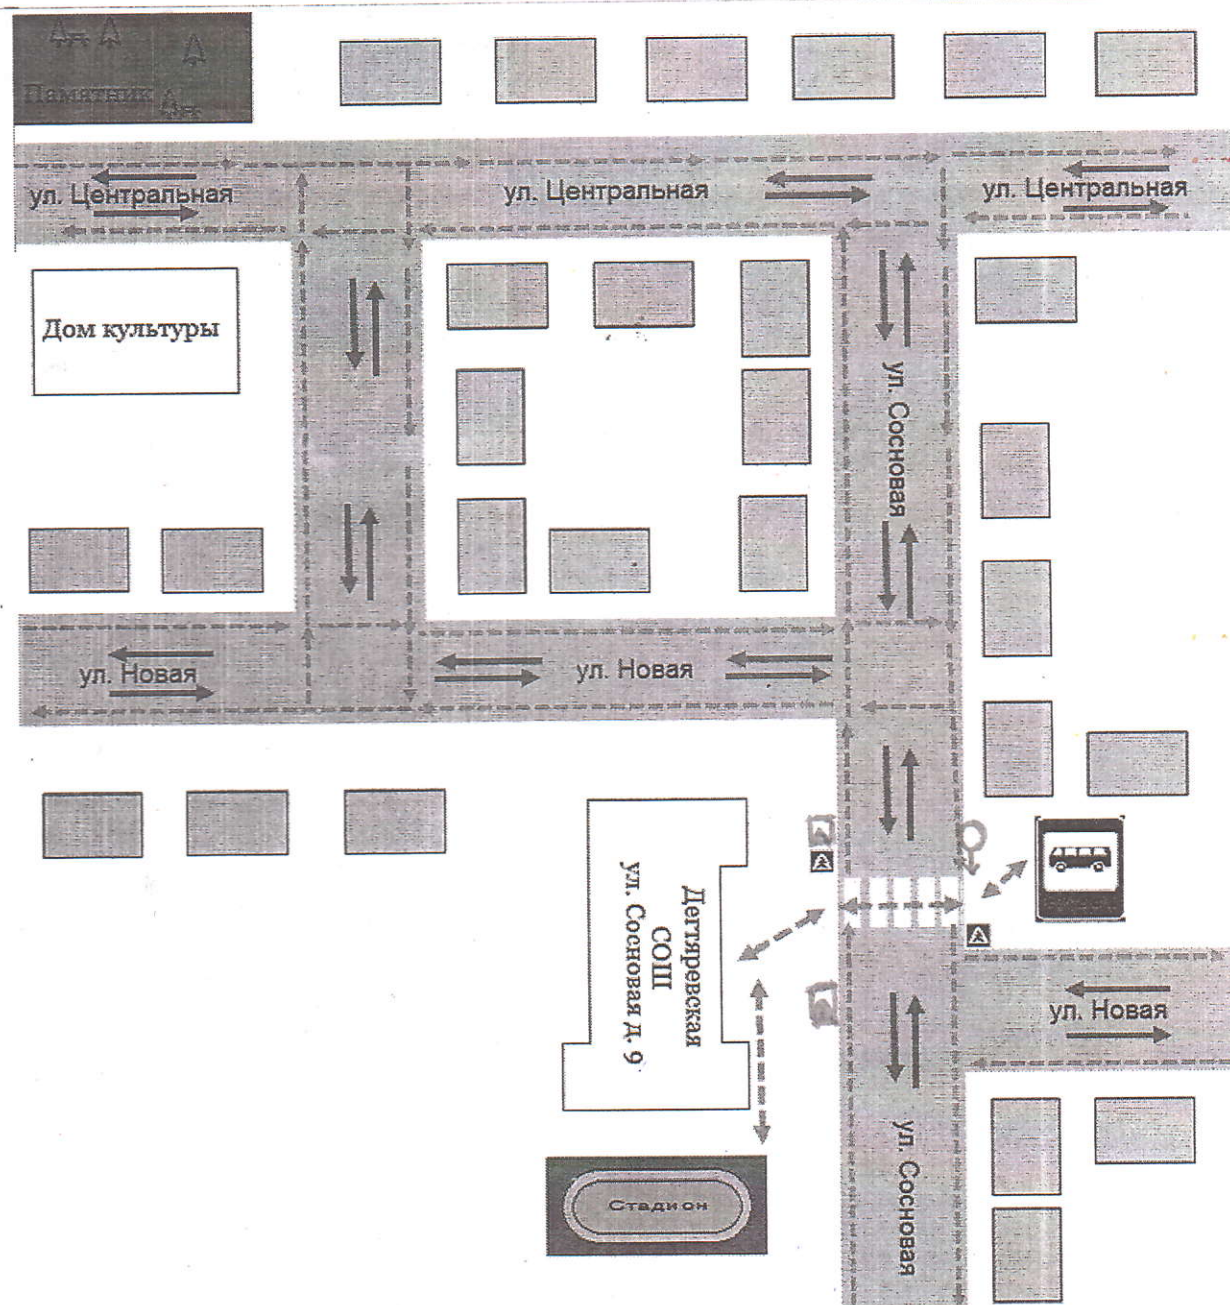 Памятник
ул. Центральная
ул. Центральная
ул. Центральная
Дом культуры
ул. Сосновая
ул. Новая
ул. Новая
Дегтяревская
СОШ
ул. Сосновая д. 9
ул. Новая
ул. Сосновая
Стадион